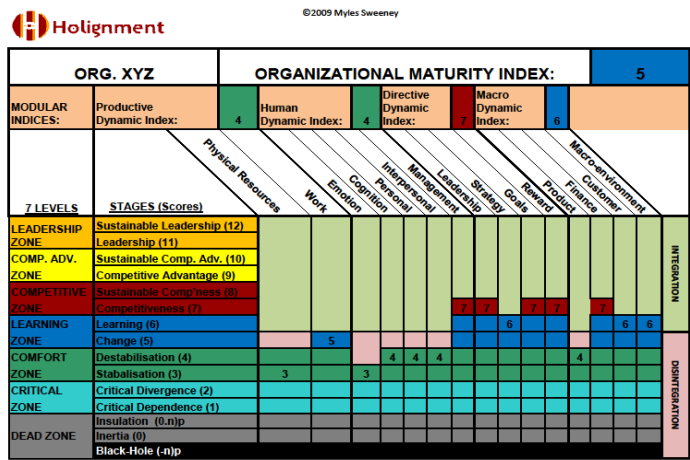 ©2009 Myles Sweeney
Holignment
ORG. XYZ
ORGANIZATIONAL MATURITY INDEX:
5
MODULAR
INDICES:
Productive
Dynamic Index:
4
Human
Dynamic Index:
4
Directive
Dynamic
Index:
7
Macro
Dynamic
Index:
6
Physical Resources
Work
Emotion
Cognition
Personal
Interpersonal
Management
Leadership
Strategy
Goals
Reward
Product
Finance
Customer
Macro-environment
7 LEVELS
STAGES (Scores)
LEADERSHIP
ZONE
Sustainable Leadership (12)
Leadership (11)
COMP. ADV.
ZONE
Sustainable Comp. Adv. (10)
Competitive Advantage (9)
COMPETITIVE
ZONE
Sustainable Comp'ness (8)
Competitiveness (7)
7 7 7 7 7
LEARNING
ZONE
Learning (6)
6 6 6
Change (5)
5
COMFORT
ZONE
Destabilisation (4)
4 4 4 4
Stabalisation (3)
3 3
CRITICAL
ZONE
Critical Divergence (2)
Critical Dependence (1)
DEAD ZONE
Insulation (0.n)p
Inertia (0)
Black-Hole (-n)p
INTEGRATION
DISINTEGRATION